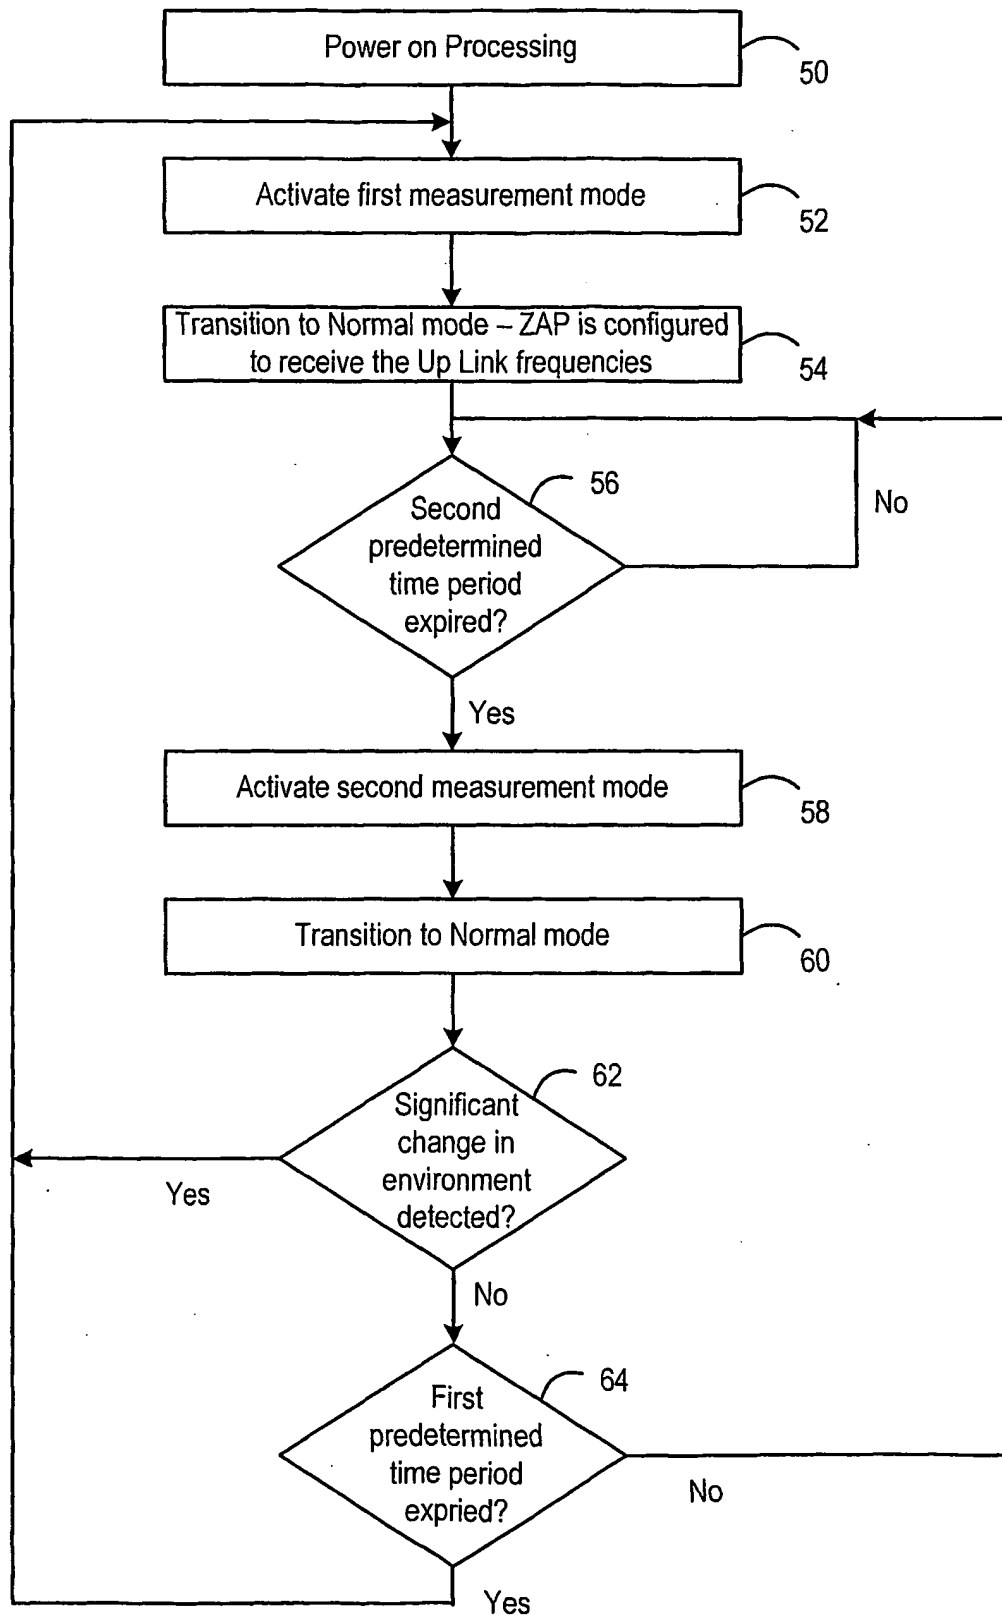 Power on Processing
50
Activate first measurement mode
52
Transition to Normal mode – ZAP is configured
to receive the Up Link frequencies
54
56
Second
predetermined
time period
expired?
No
Yes
Activate second measurement mode
58
Transition to Normal mode
60
62
Significant
change in
environment
detected?
Yes
No
64
First
predetermined
time period
expried?
No
Yes